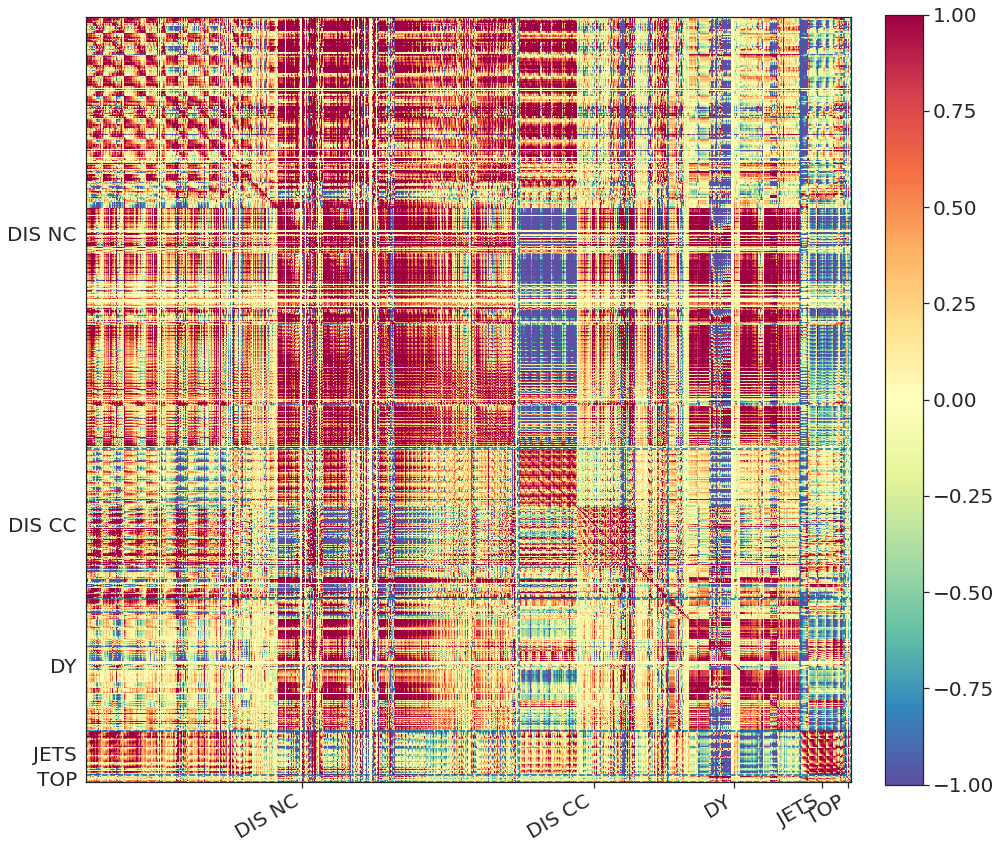 1.00
0.75
0.50
0.25
0.00
−0.25
−0.50
−0.75
−1.00
DIS NC
DIS CC
DY
JETS
TOP
DIS NC
DIS CC
DY
JETS
TOP